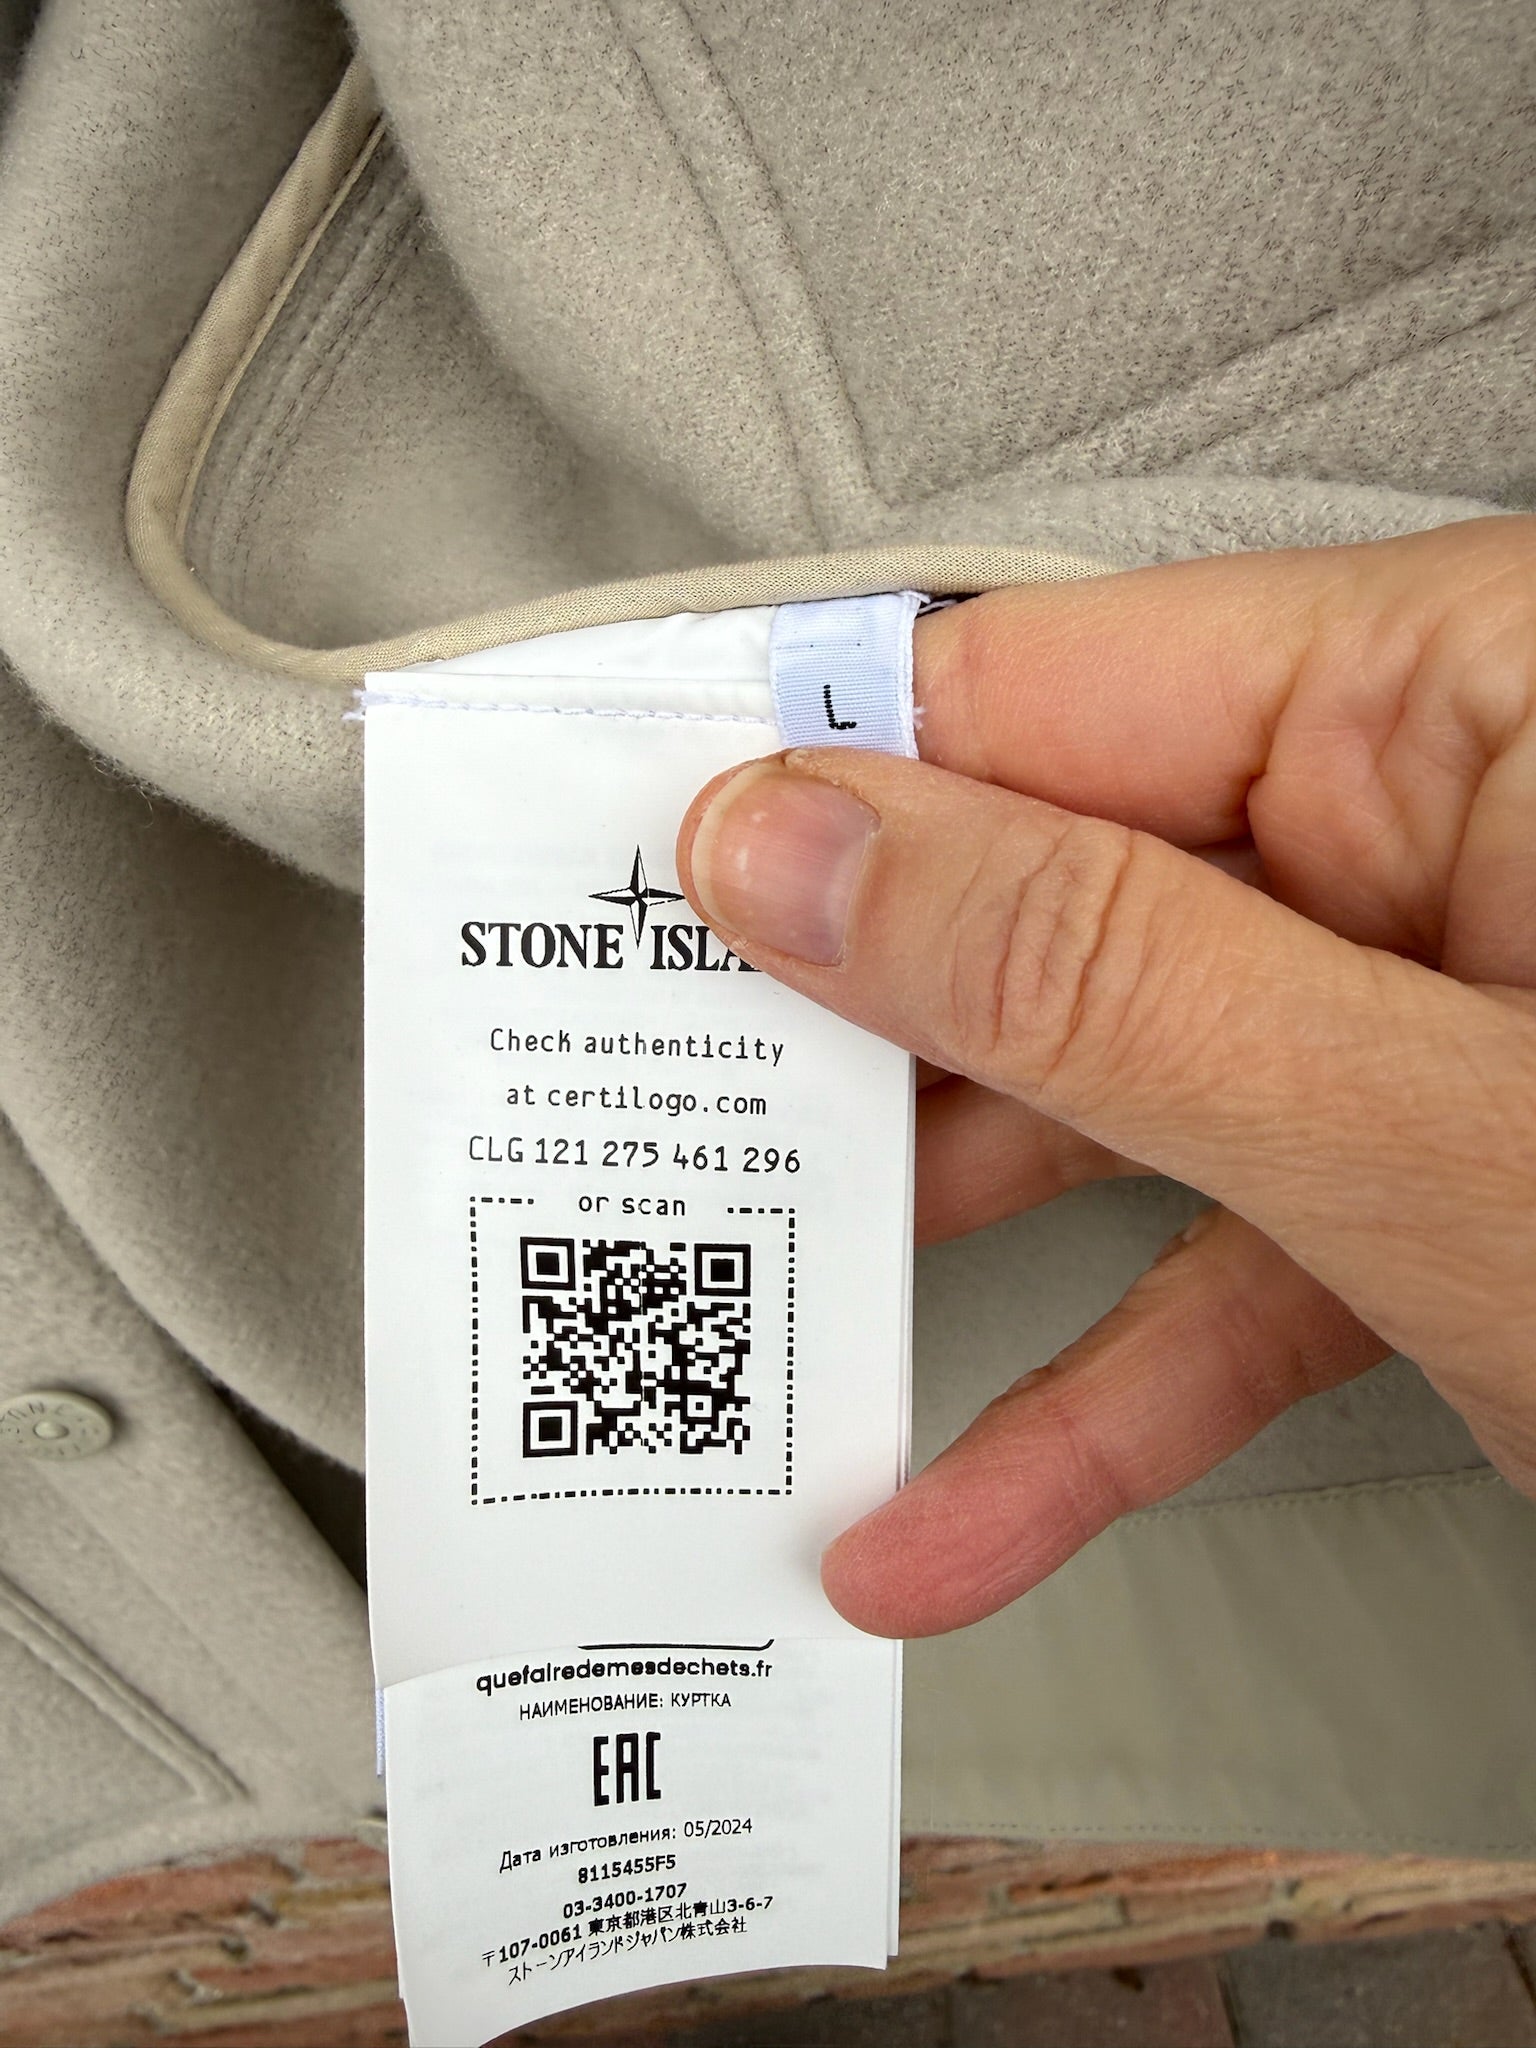 L
STONE ISLA
Check authenticity
at certilogo.com
CLG 121 275 461 296
or scan
quefairedemesdechets.fr
НАИМЕНОВАНИЕ: КУРТКА
EAC
Дата изготовления: 05/2024
8115455F5
03-3400-1707
〒107-0061 東京都港区北青山3-6-7
ストーンアイランドジャパン株式会社